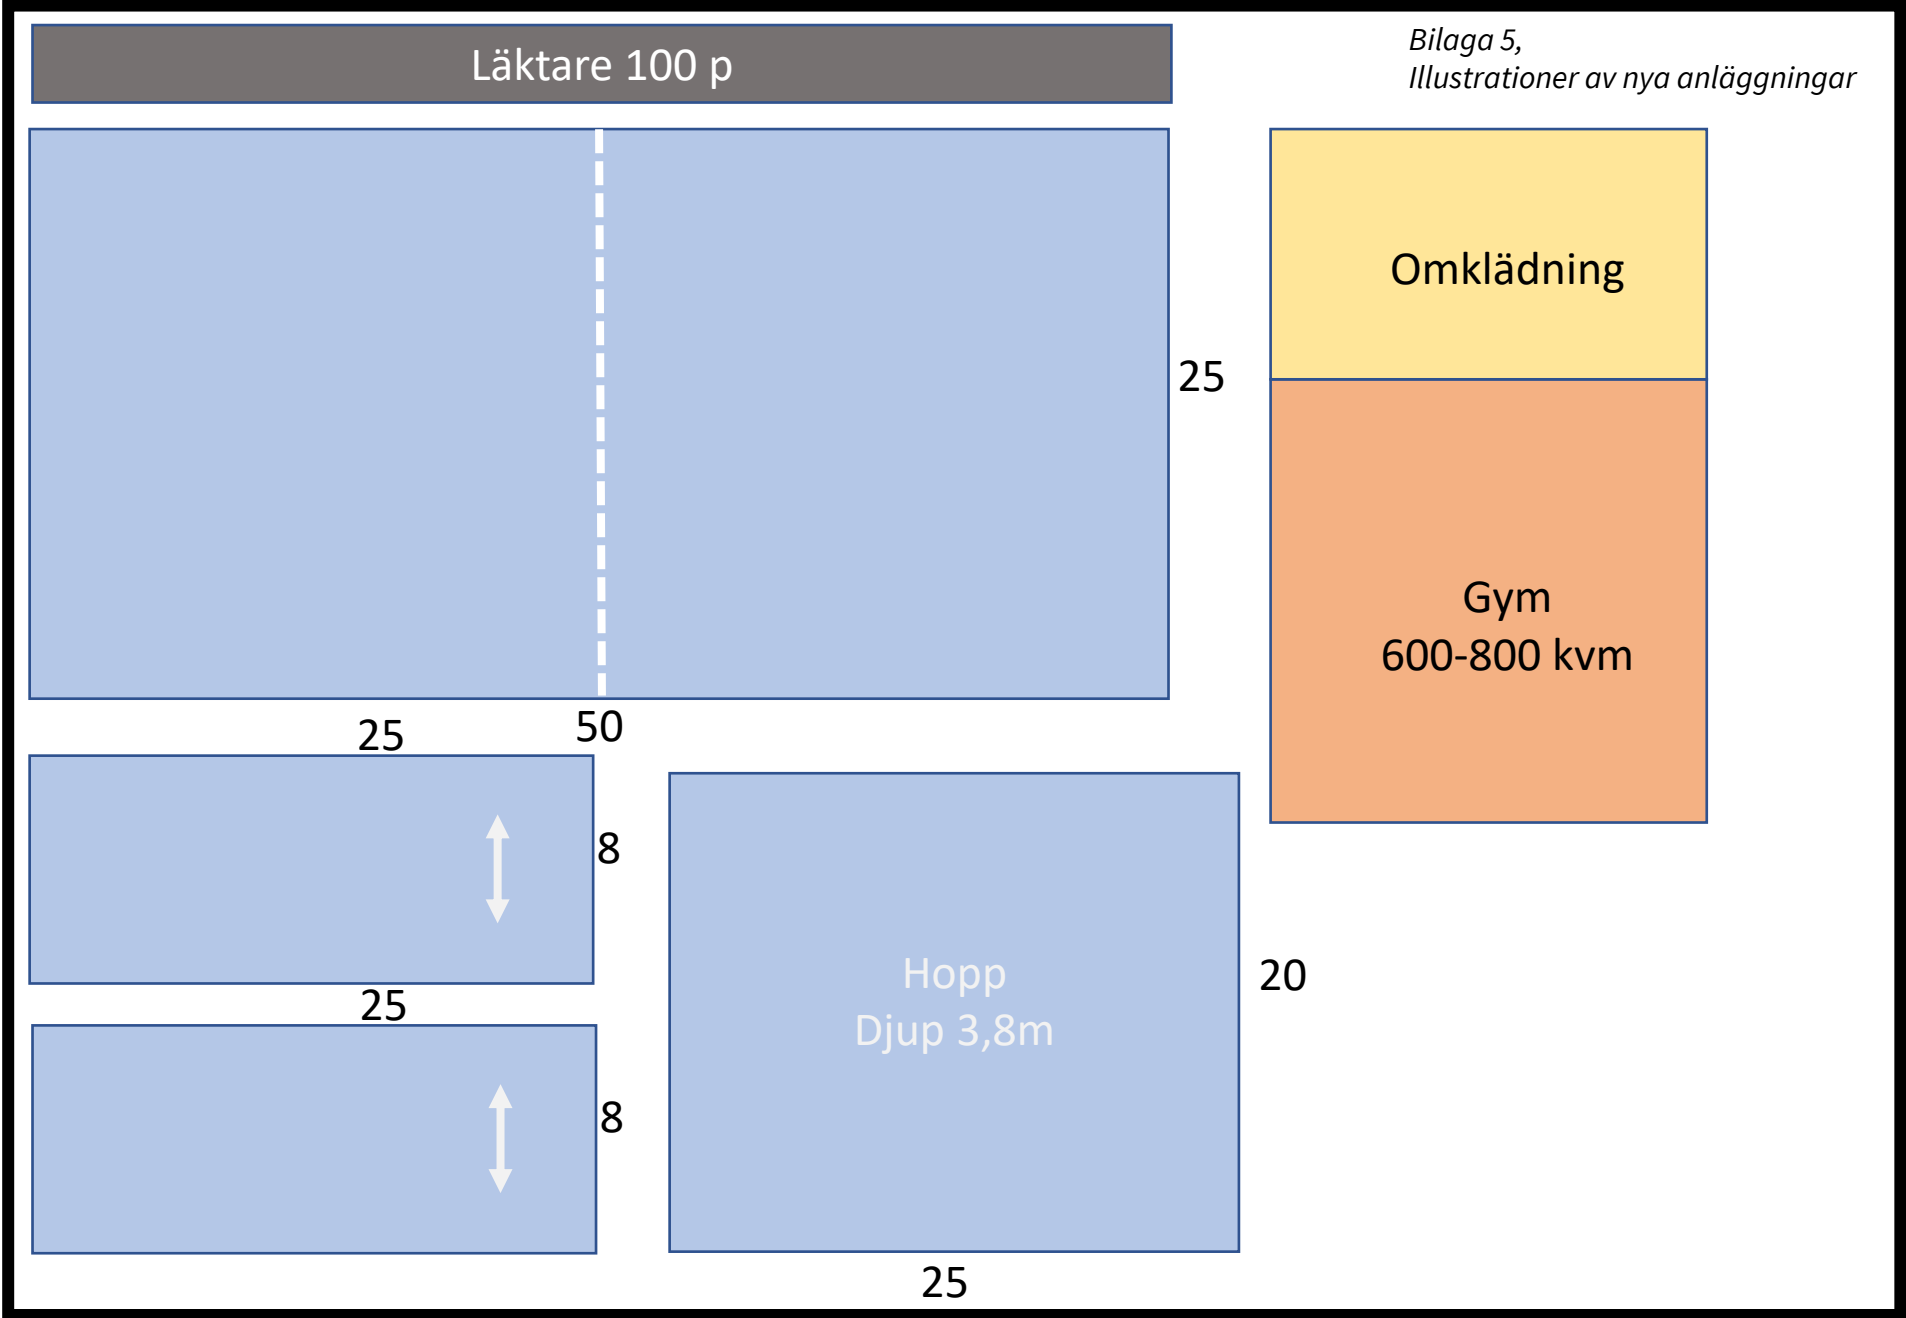 Läktare 100 p
Bilaga 5,
Illustrationer av nya anläggningar
Omklädning
25
Gym
600-800 kvm
25
50
8
25
8
Hopp
Djup 3,8m
20
25